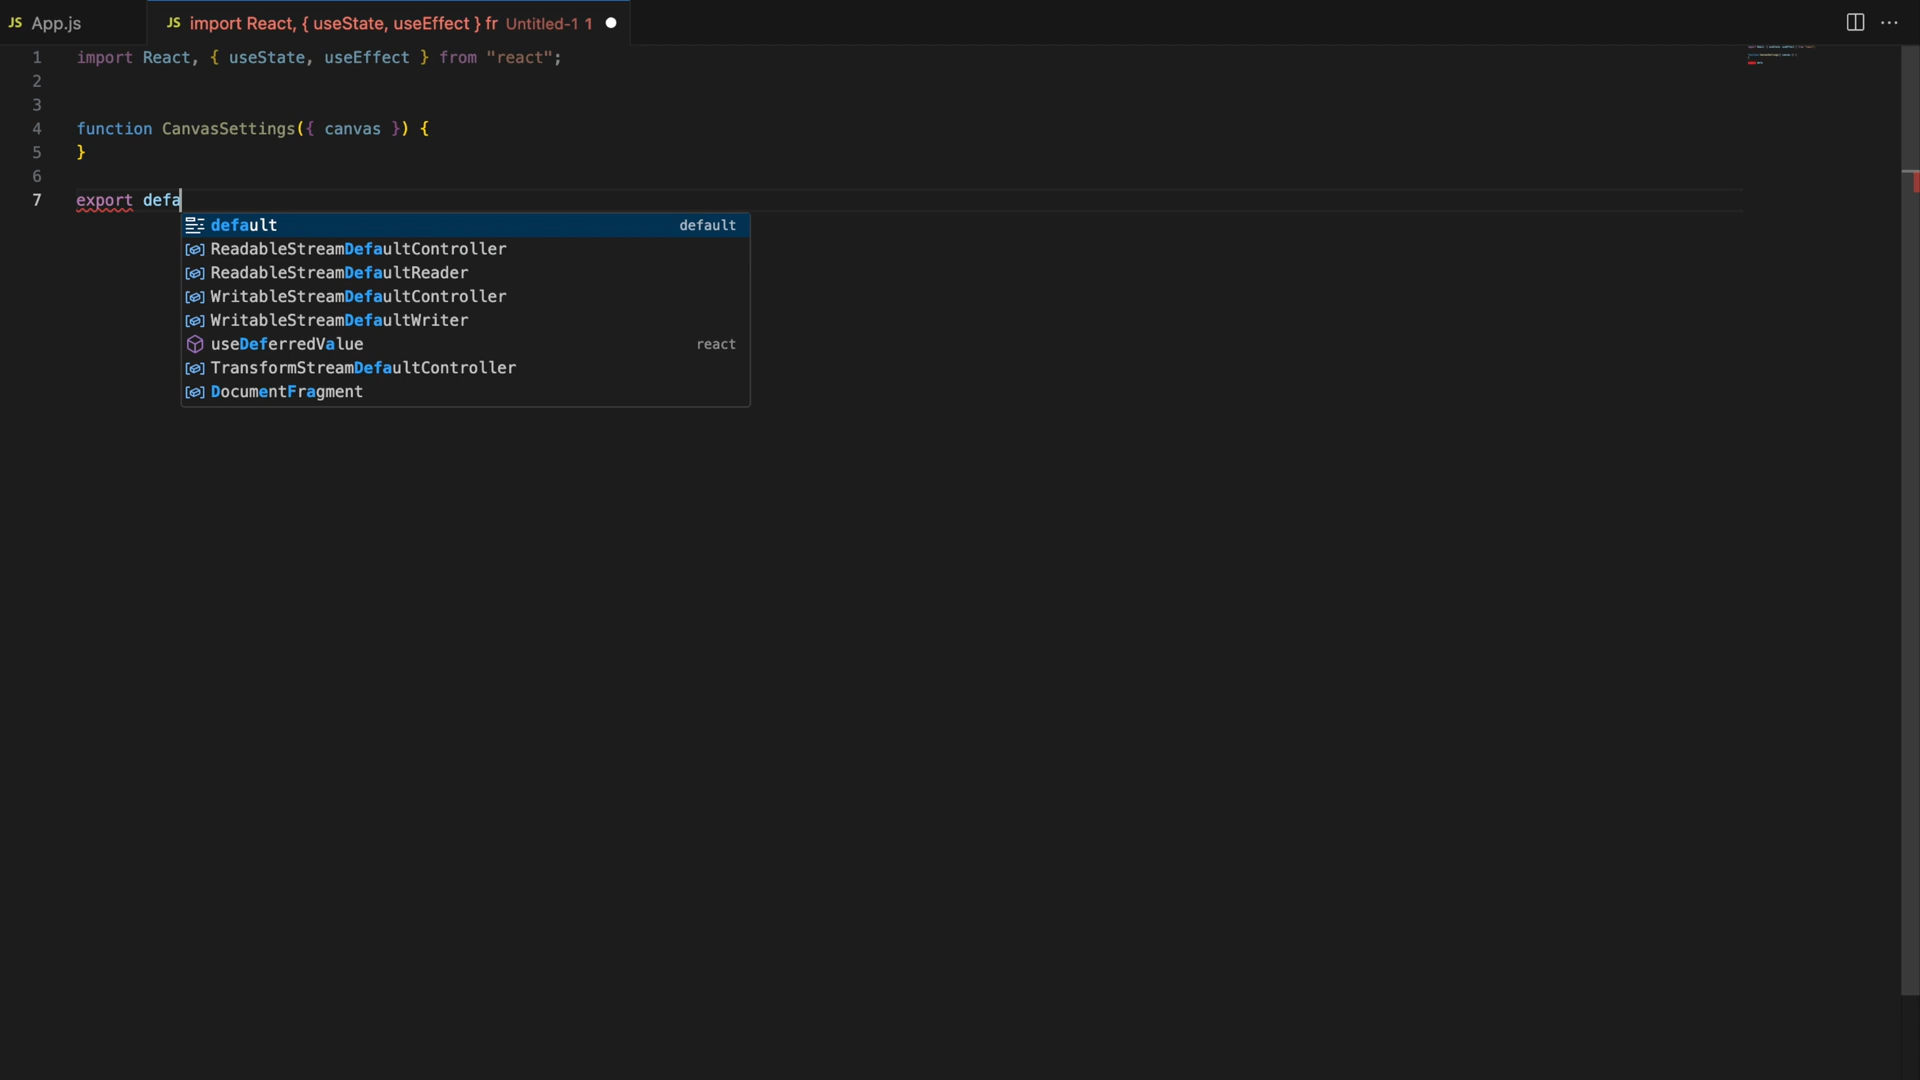 JS App.js
JS import React, { useState, useEffect } fr Untitled-1 1
1 import React, { useState, useEffect } from "react";
2
3
4 function CanvasSettings({ canvas }) {
5 }
6
7 export defa
default default
ReadableStreamDefaultController
ReadableStreamDefaultReader
WritableStreamDefaultController
WritableStreamDefaultWriter
useDeferredValue react
TransformStreamDefaultController
DocumentFragment